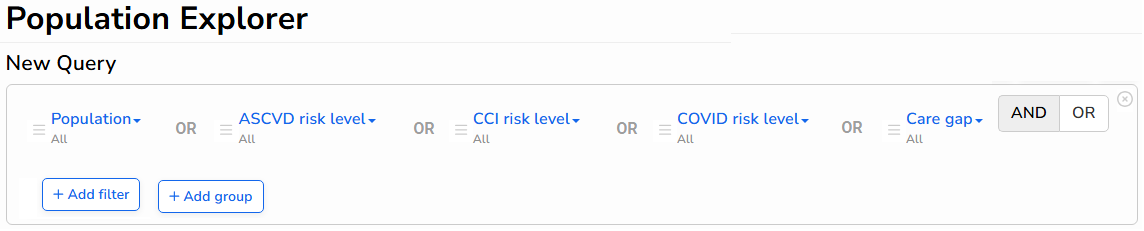 Population Explorer
New Query
Population OR ASCVD risk level OR CCI risk level OR COVID risk level OR Care gap AND OR
All All All All All
+ Add filter + Add group